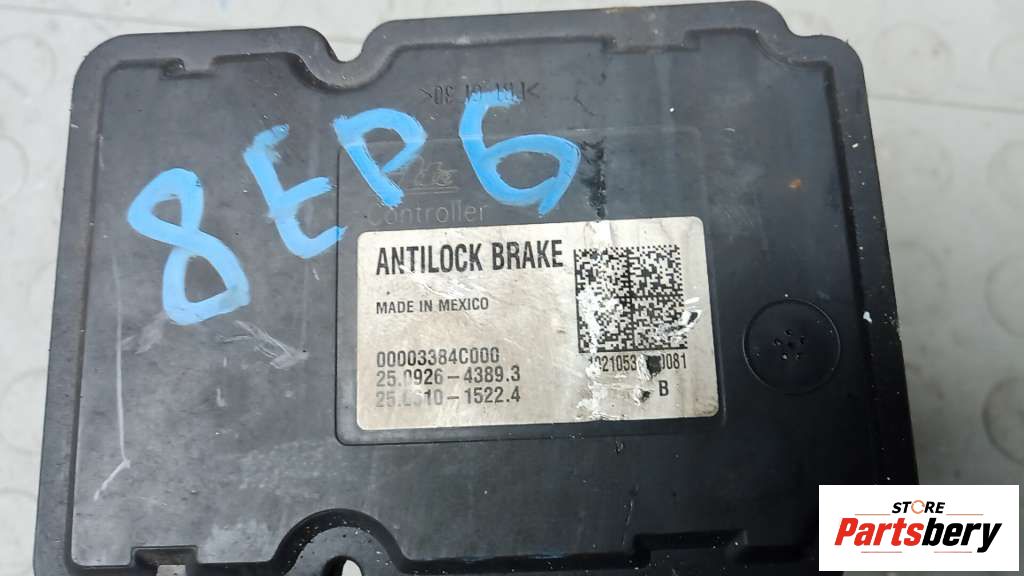 8EP6
Controller
ANTILOCK BRAKE
MADE IN MEXICO
00003384C000
25.0926-4389.3
B
STORE
Partsbery